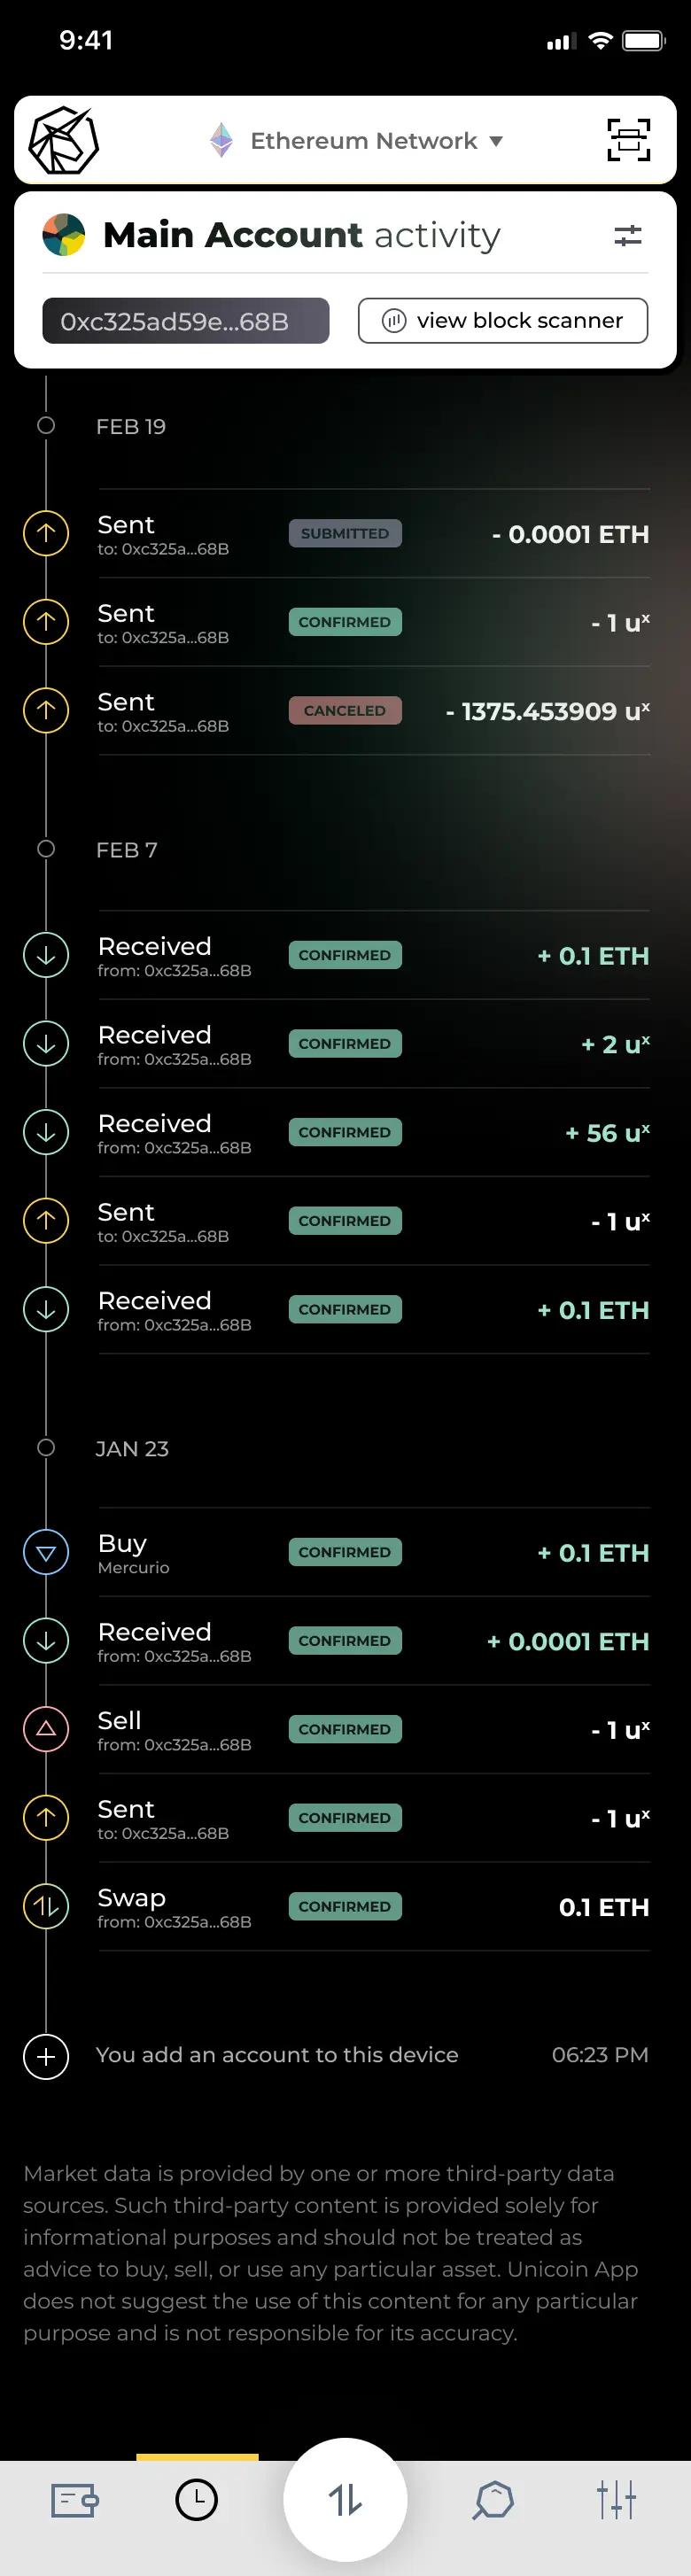 9:41
Ethereum Network
Main Account activity
0xc325ad59e...68B
view block scanner
FEB 19
Sent
to: 0xc325a...68B
SUBMITTED
- 0.0001 ETH
Sent
to: 0xc325a...68B
CONFIRMED
- 1 uˣ
Sent
to: 0xc325a...68B
CANCELED
- 1375.453909 uˣ
FEB 7
Received
from: 0xc325a...68B
CONFIRMED
+ 0.1 ETH
Received
from: 0xc325a...68B
CONFIRMED
+ 2 uˣ
Received
from: 0xc325a...68B
CONFIRMED
+ 56 uˣ
Sent
to: 0xc325a...68B
CONFIRMED
- 1 uˣ
Received
from: 0xc325a...68B
CONFIRMED
+ 0.1 ETH
JAN 23
Buy
Mercurio
CONFIRMED
+ 0.1 ETH
Received
from: 0xc325a...68B
CONFIRMED
+ 0.0001 ETH
Sell
from: 0xc325a...68B
CONFIRMED
- 1 uˣ
Sent
to: 0xc325a...68B
CONFIRMED
- 1 uˣ
Swap
from: 0xc325a...68B
CONFIRMED
0.1 ETH
You add an account to this device
06:23 PM
Market data is provided by one or more third-party data
sources. Such third-party content is provided solely for
informational purposes and should not be treated as
advice to buy, sell, or use any particular asset. Unicoin App
does not suggest the use of this content for any particular
purpose and is not responsible for its accuracy.